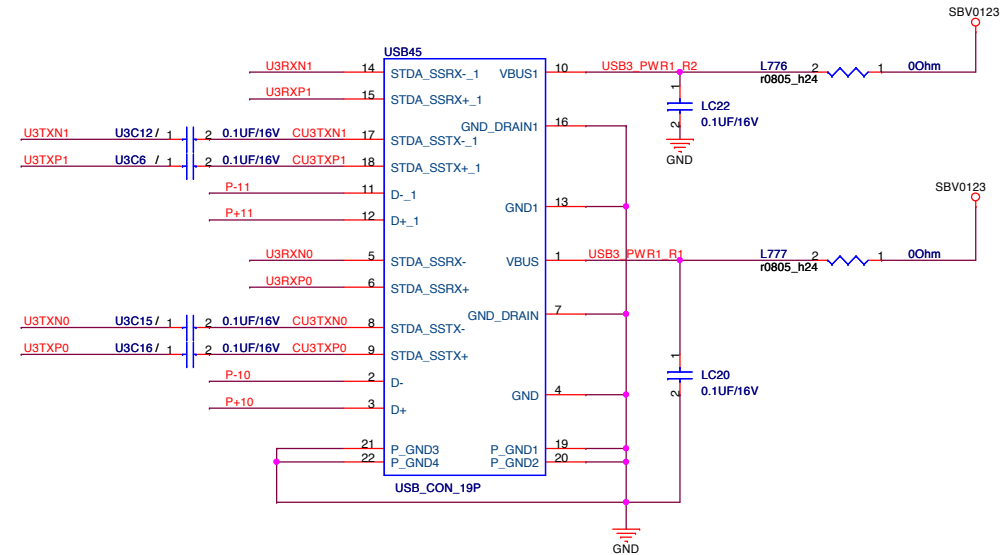 SBV0123
USB45
U3RXN1 14 STDA_SSRX-_1 VBUS1 10 USB3_PWR1_R2 L776 2 1 0Ohm
r0805_h24
U3RXP1 15 STDA_SSRX+_1
1 LC22
2 0.1UF/16V
GND
GND_DRAIN1 16
U3TXN1 U3C12 / 1 2 0.1UF/16V CU3TXN1 17 STDA_SSTX-_1
U3TXP1 U3C6 / 1 2 0.1UF/16V CU3TXP1 18 STDA_SSTX+_1
P-11 11 D-_1
SBV0123
P+11 12 D+_1 GND1 13
U3RXN0 5 STDA_SSRX- VBUS 1 USB3_PWR1_R1 L777 2 1 0Ohm
r0805_h24
U3RXP0 6 STDA_SSRX+
GND_DRAIN 7
U3TXN0 U3C15 / 1 2 0.1UF/16V CU3TXN0 8 STDA_SSTX-
U3TXP0 U3C16 / 1 2 0.1UF/16V CU3TXP0 9 STDA_SSTX+
1 LC20
2 0.1UF/16V
P-10 2 D-
GND 4
P+10 3 D+
21 P_GND3 P_GND1 19
22 P_GND4 P_GND2 20
USB_CON_19P
GND